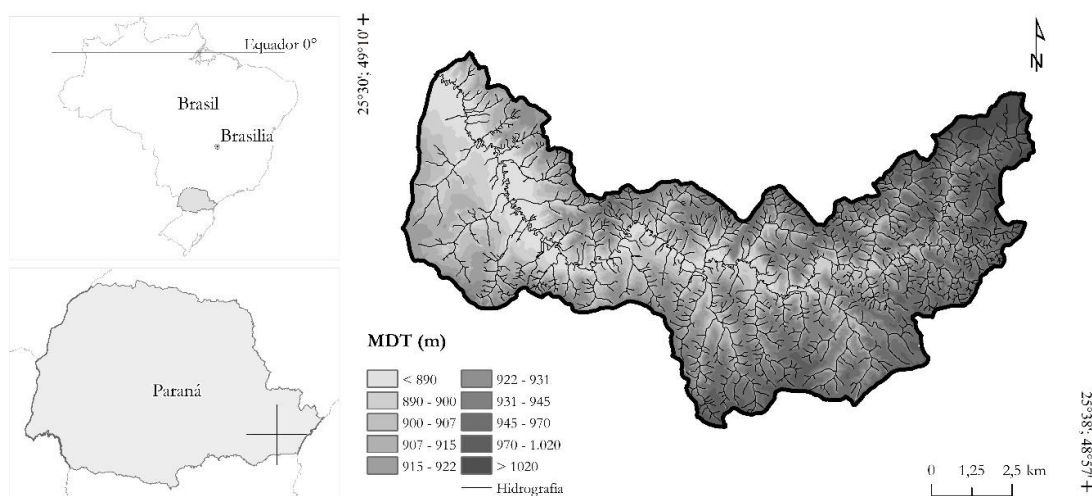 Equador 0°
Brasil
Brasilia
Paraná
25°30'; 49°10'
N
MDT (m)
< 890
890 - 900
900 - 907
907 - 915
915 - 922
922 - 931
931 - 945
945 - 970
970 - 1.020
> 1020
Hidrografia
0 1,25 2,5 km
25°38'; 48°57'